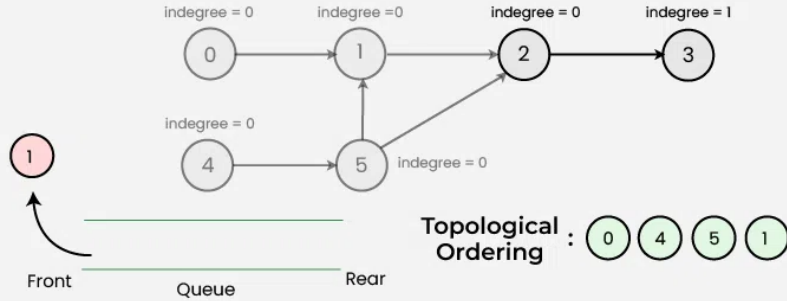 indegree = 0 indegree =0 indegree = 0 indegree = 1
0 1 2 3
indegree = 0
1
4 5 indegree = 0
Topological
Ordering : 0 4 5 1
Front Queue Rear